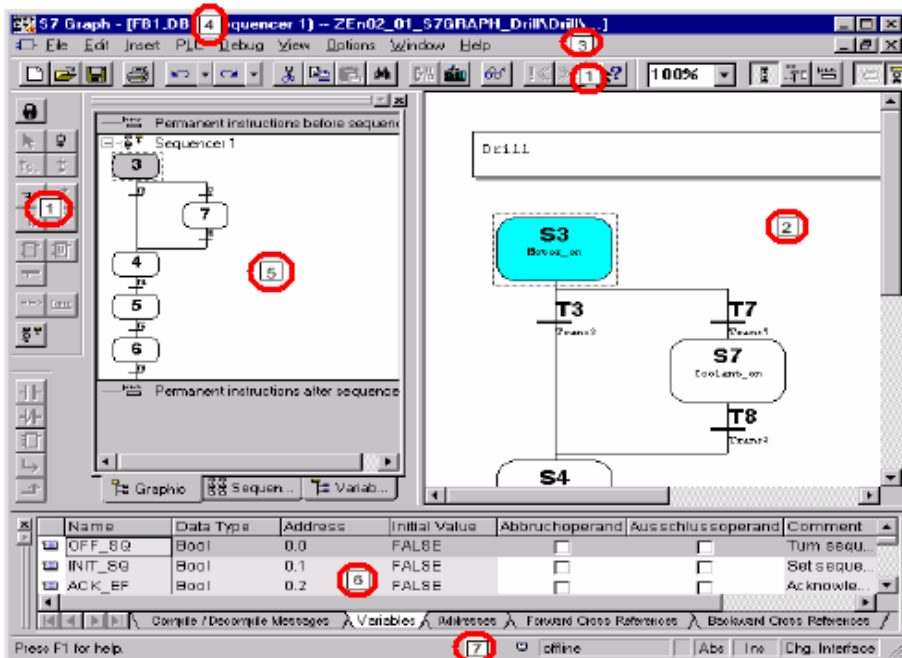 S7 Graph - [FB1.DB 4 equencer 1) -- ZEn02_01_S7GRAPH_Drill\Drill\...]
File Edit Insert PLC Debug View Options Window Help 3
1 100%
Permanent instructions before sequen
Sequencer 1
3
7
4
5
6
5
Permanent instructions after sequence
Graphic Sequen... Variab...
1
Drill
2
S3
Motor_on
T3
T7
S7
Coolant_on
T8
S4
Name Data Type Address Initial Value Abbruchoperand Ausschlussoperand Comment
OFF_SQ Bool 0.0 FALSE Turn sequ...
INIT_SQ Bool 0.1 FALSE Set seque...
ACK_EF Bool 0.2 FALSE Acknowle...
6
Compile / Decompile Messages Variables Addresses Forward Cross References Backward Cross References
Press F1 for help. 7 offline Abs Ins Chg. Interface